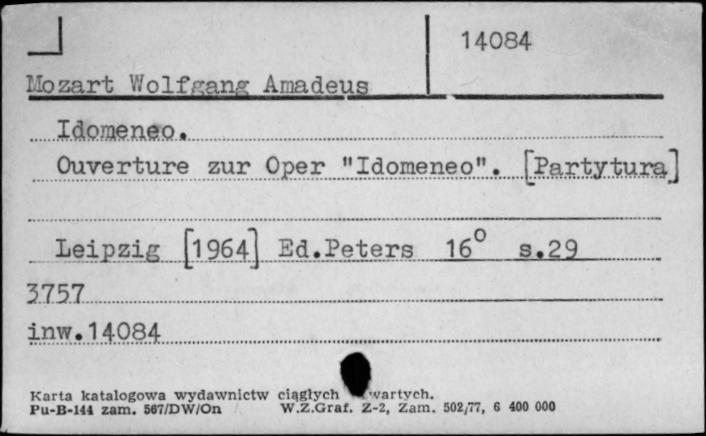 14084
Mozart Wolfgang Amadeus
Idomeneo.
Ouverture zur Oper "Idomeneo". [Partytura]
Leipzig [1964] Ed.Peters 16° s.29
3757
inw.14084
Karta katalogowa wydawnictw ciągłych wartych.
Pu-B-144 zam. 567/DW/On W.Z.Graf. Z-2, Zam. 502/77, 6 400 000